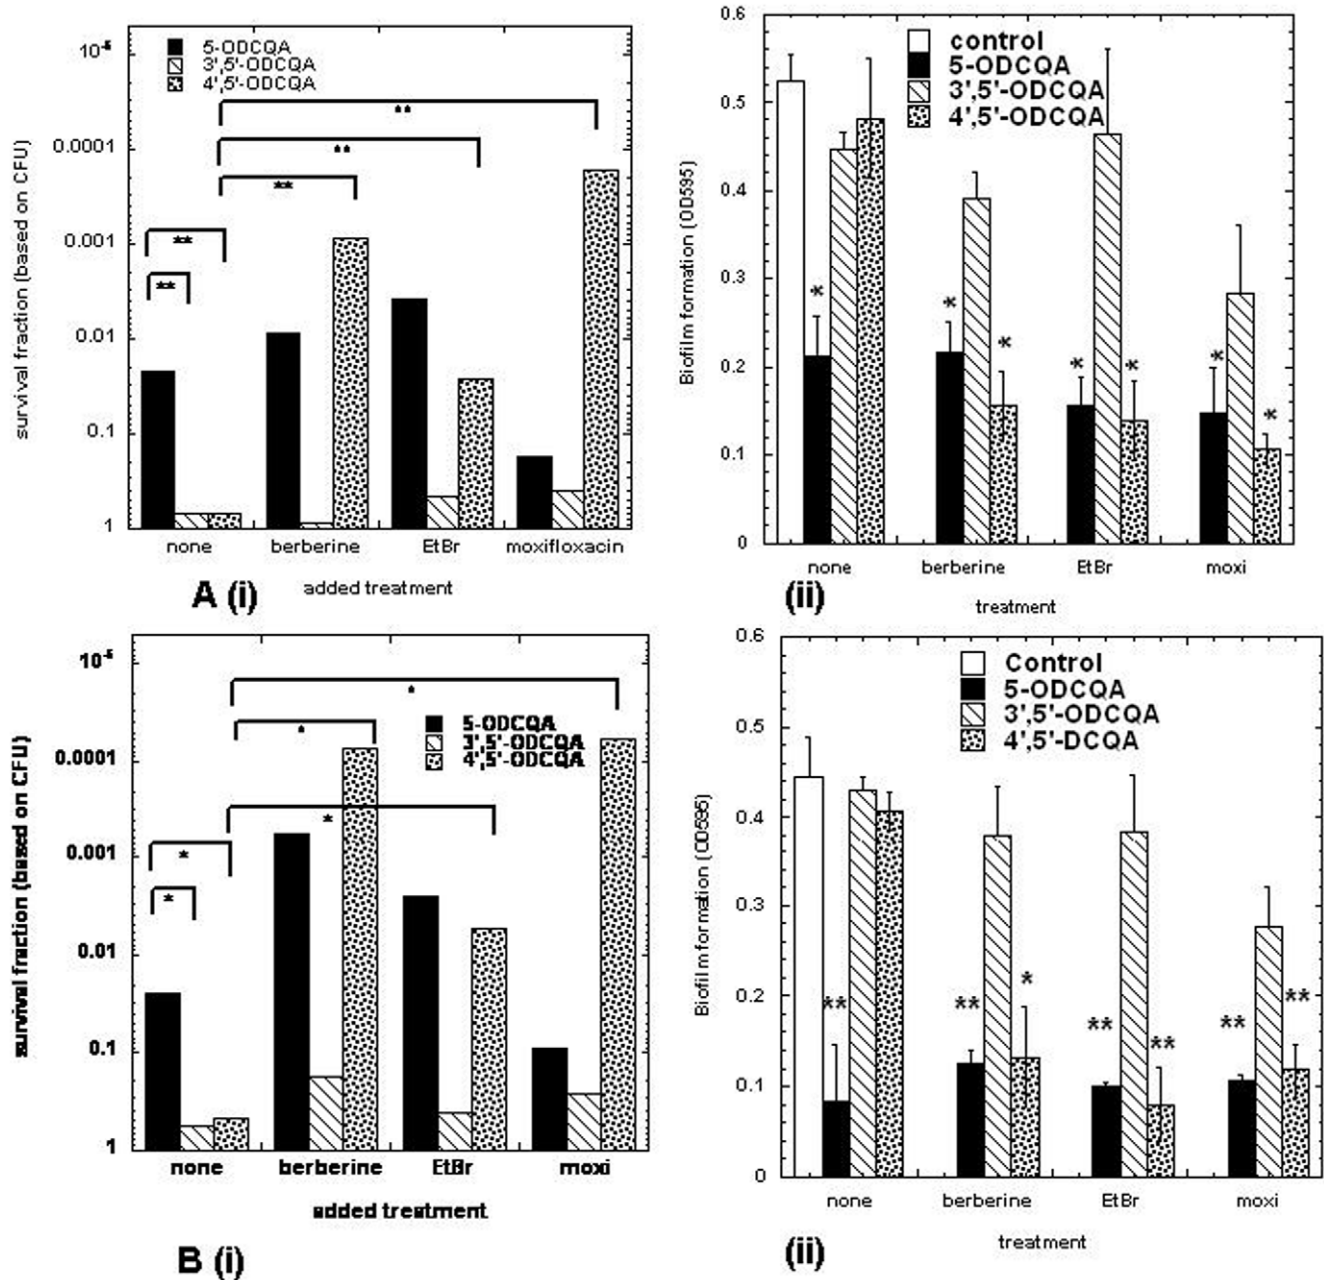 10-5
0.0001
0.001
0.01
0.1
1
survival fraction (based on CFU)
5-ODCQA
3',5'-ODCQA
4',5'-ODCQA
**
**
**
**
**
none berberine EtBr moxifloxacin
added treatment
A (i)
0.6
0.5
0.4
0.3
0.2
0.1
0
Biofilm formation (OD595)
control
5-ODCQA
3',5'-ODCQA
4',5'-ODCQA
* * * * * * *
none berberine EtBr moxi
treatment
(ii)
10-5
0.0001
0.001
0.01
0.1
1
survival fraction (based on CFU)
5-ODCQA
3',5'-ODCQA
4',5'-ODCQA
*
*
*
*
*
none berberine EtBr moxi
added treatment
B (i)
0.6
0.5
0.4
0.3
0.2
0.1
0
Biofilm formation (OD595)
Control
5-ODCQA
3',5'-ODCQA
4',5'-DCQA
** ** * ** ** ** **
none berberine EtBr moxi
treatment
(ii)